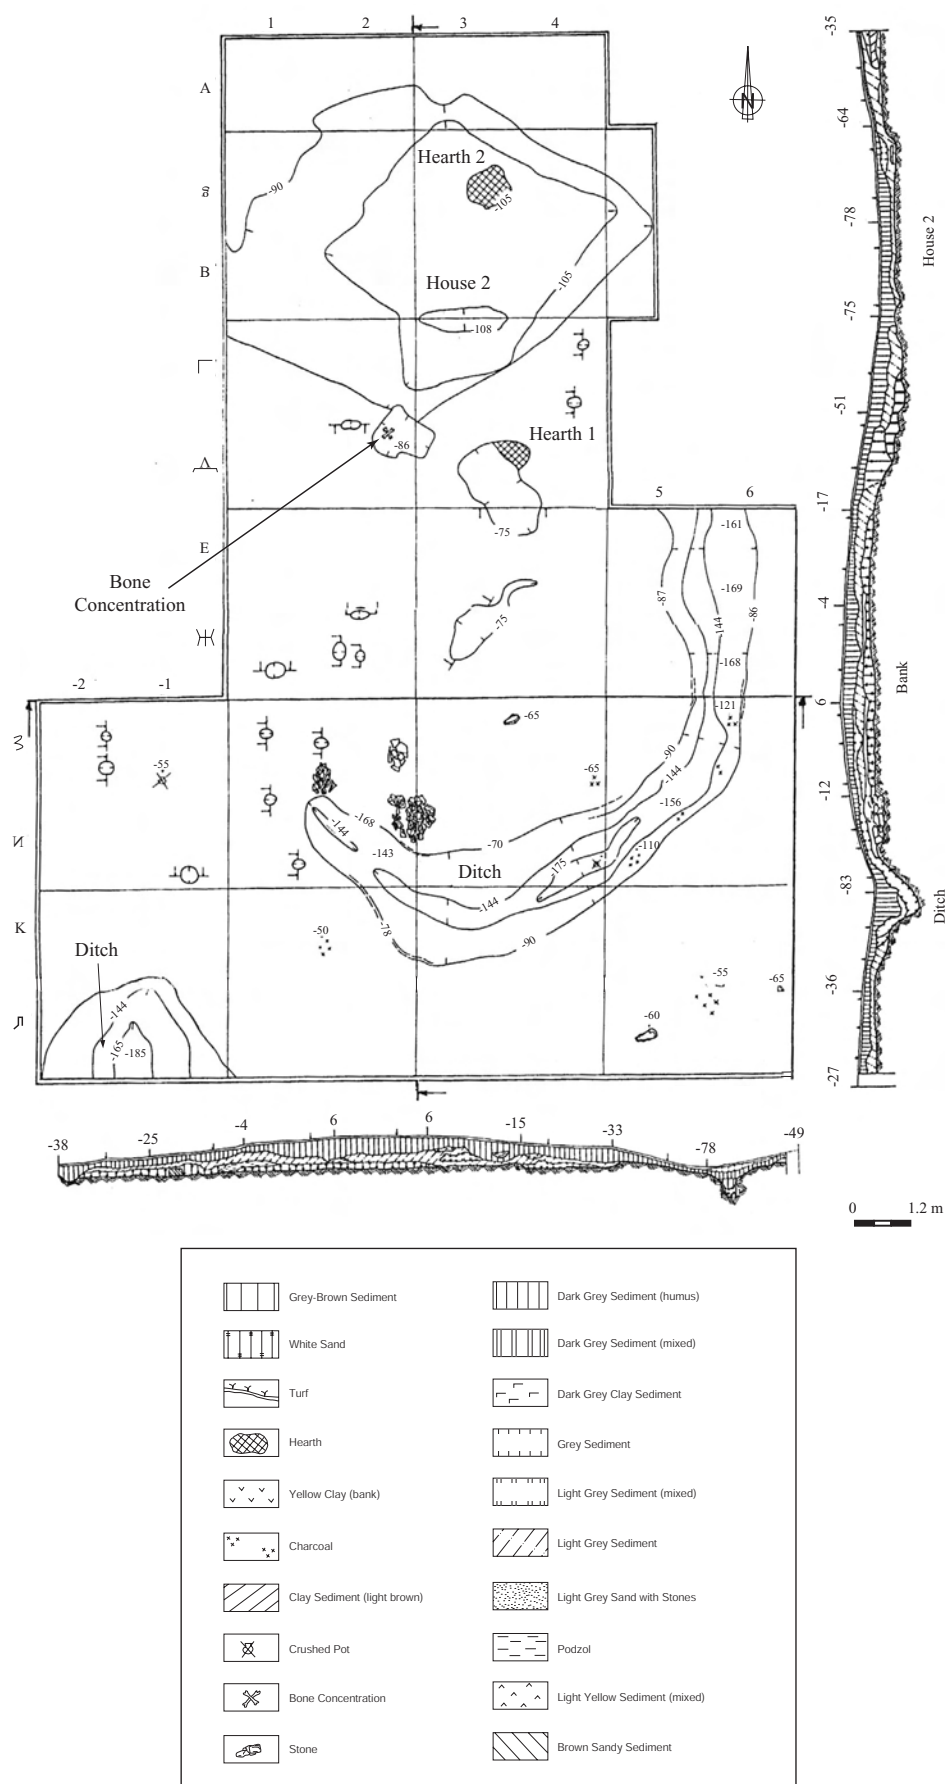 1 2 3 4
-35
А
N
-64
Hearth 2
Б
-90
-105
-78
House 2
В
House 2
-105
-75
-108
Г
-51
Hearth 1
-86
Д
5 6
-17
-161
-75
Е
Bone
Concentration
-169
-87
-86
-4
-75
-144
Ж
-168
Bank
-2 -1
-121
6
З
-65
-55
-90
-65
-144
-12
-156
-168
-144
-70
-110
И
-143
-175
Ditch
-83
-144
Ditch
К
-50
-78
-90
Ditch
-55
-65
-36
-144
-60
Л
-165
-185
-27
-38 -25 -4 6 6 -15 -33 -78 -49
0 1.2 m
Grey-Brown Sediment
White Sand
Turf
Hearth
Yellow Clay (bank)
Charcoal
Clay Sediment (light brown)
Crushed Pot
Bone Concentration
Stone
Dark Grey Sediment (humus)
Dark Grey Sediment (mixed)
Dark Grey Clay Sediment
Grey Sediment
Light Grey Sediment (mixed)
Light Grey Sediment
Light Grey Sand with Stones
Podzol
Light Yellow Sediment (mixed)
Brown Sandy Sediment